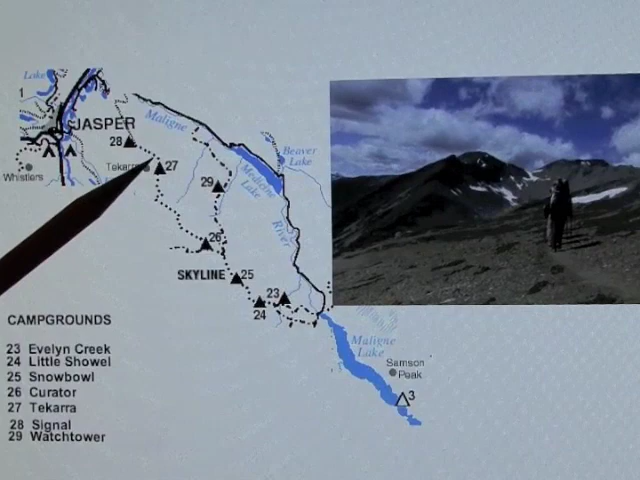 Lake
1
JASPER
Maligne
28
Tekarra
27
Whistlers
29
Beaver
Lake
Medicine
Lake
River
26
SKYLINE
25
23
24
CAMPGROUNDS
23 Evelyn Creek
24 Little Showel
25 Snowbowl
26 Curator
27 Tekarra
28 Signal
29 Watchtower
Maligne
Lake
Samson
Peak
3